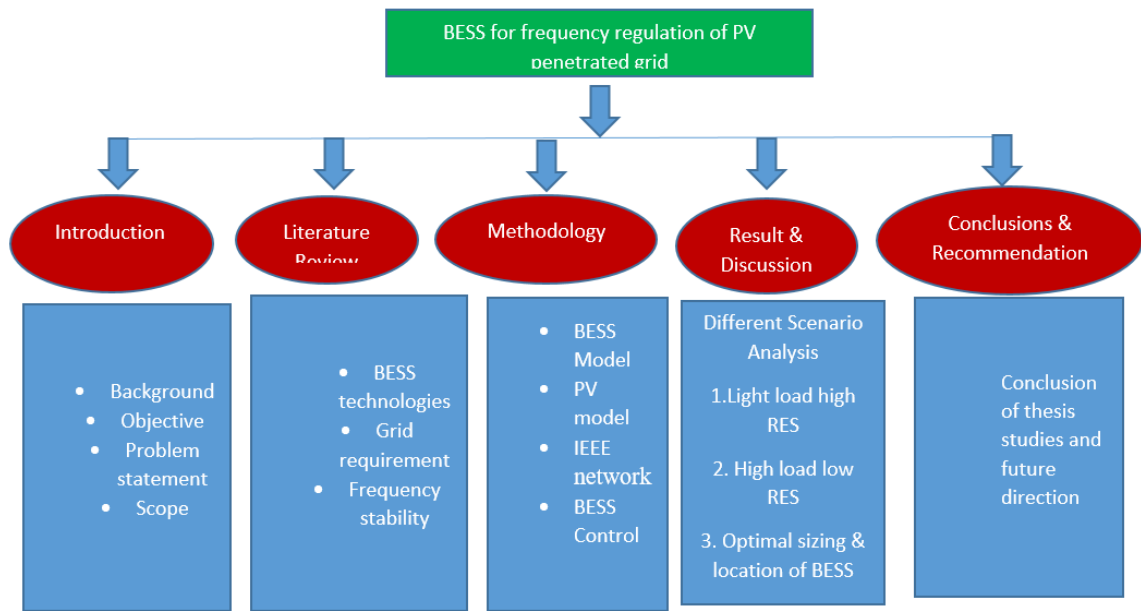 BESS for frequency regulation of PV
penetrated grid
Introduction
Literature
Review
Methodology
Result &
Discussion
Conclusions &
Recommendation
• Background
• Objective
• Problem
statement
• Scope
• BESS
technologies
• Grid
requirement
• Frequency
stability
• BESS
Model
• PV
model
• IEEE
network
• BESS
Control
Different Scenario
Analysis
1.Light load high
RES
2. High load low
RES
3. Optimal sizing &
location of BESS
Conclusion
of thesis
studies and
future
direction